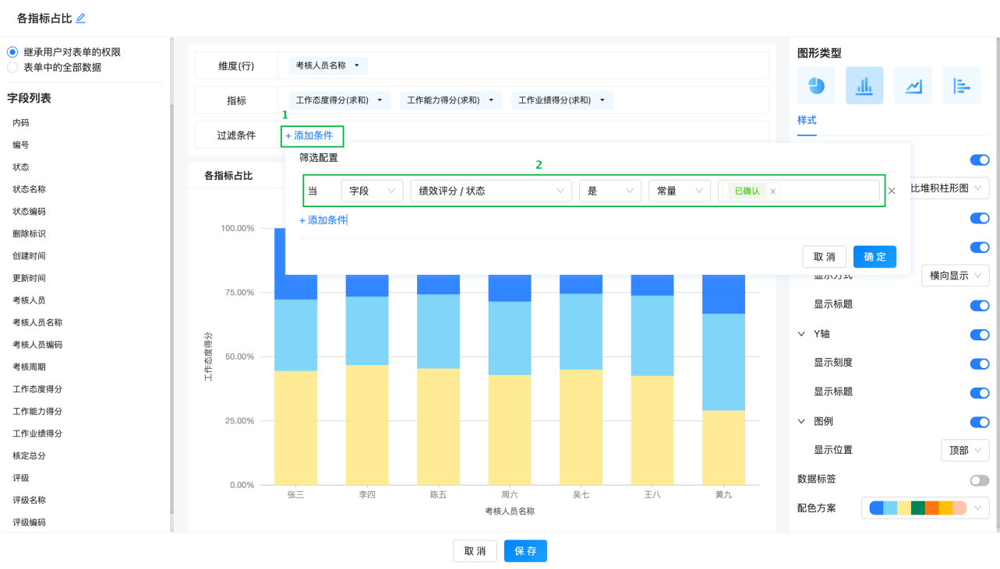 各指标占比
继承用户对表单的权限
表单中的全部数据
字段列表
内码
编号
状态
状态名称
状态编码
删除标识
创建时间
更新时间
考核人员
考核人员名称
考核人员编码
考核周期
工作态度得分
工作能力得分
工作业绩得分
核定总分
评级
评级名称
评级编码
维度(行) 考核人员名称
指标 工作态度得分(求和) 工作能力得分(求和) 工作业绩得分(求和)
1
过滤条件 + 添加条件
筛选配置
2
当 字段 绩效评分 / 状态 是 常量 已确认 x
+ 添加条件
取 消 确 定
各指标占比
100.00%
75.00%
50.00%
25.00%
0.00%
工作态度得分
张三 李四 陈五 周六 吴七 王八 黄九
考核人员名称
图形类型
样式
比堆积柱形图
显示方式 横向显示
显示标题
Y轴
显示刻度
显示标题
图例
显示位置 顶部
数据标签
配色方案
取 消 保 存